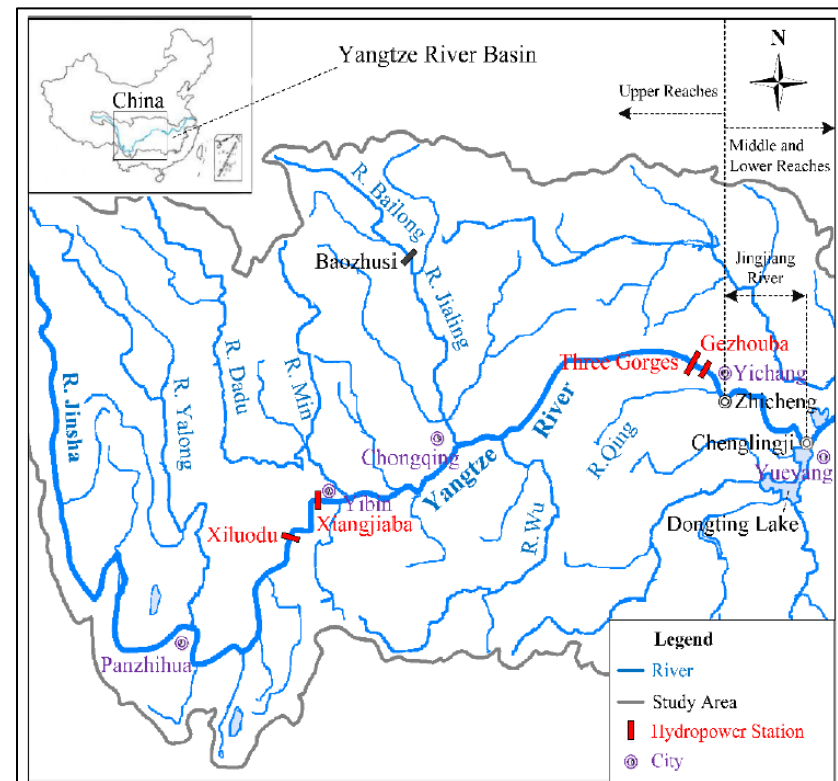 Yangtze River Basin
China
N
Upper Reaches
Middle and
Lower Reaches
Jingjiang
River
R. Bailong
Baozhusi
R. Jialing
R. Jinsha
R. Yalong
R. Dadu
R. Min
Gezhouba
Three Gorges
Yichang
Zhicheng
Chenglingji
Yueyang
Dongting Lake
Chongqing
Yangtze
River
R.Qing
R.Wu
Yibin
Xiangjiaba
Xiluodu
Panzhihua
Legend
River
Study Area
Hydropower Station
City